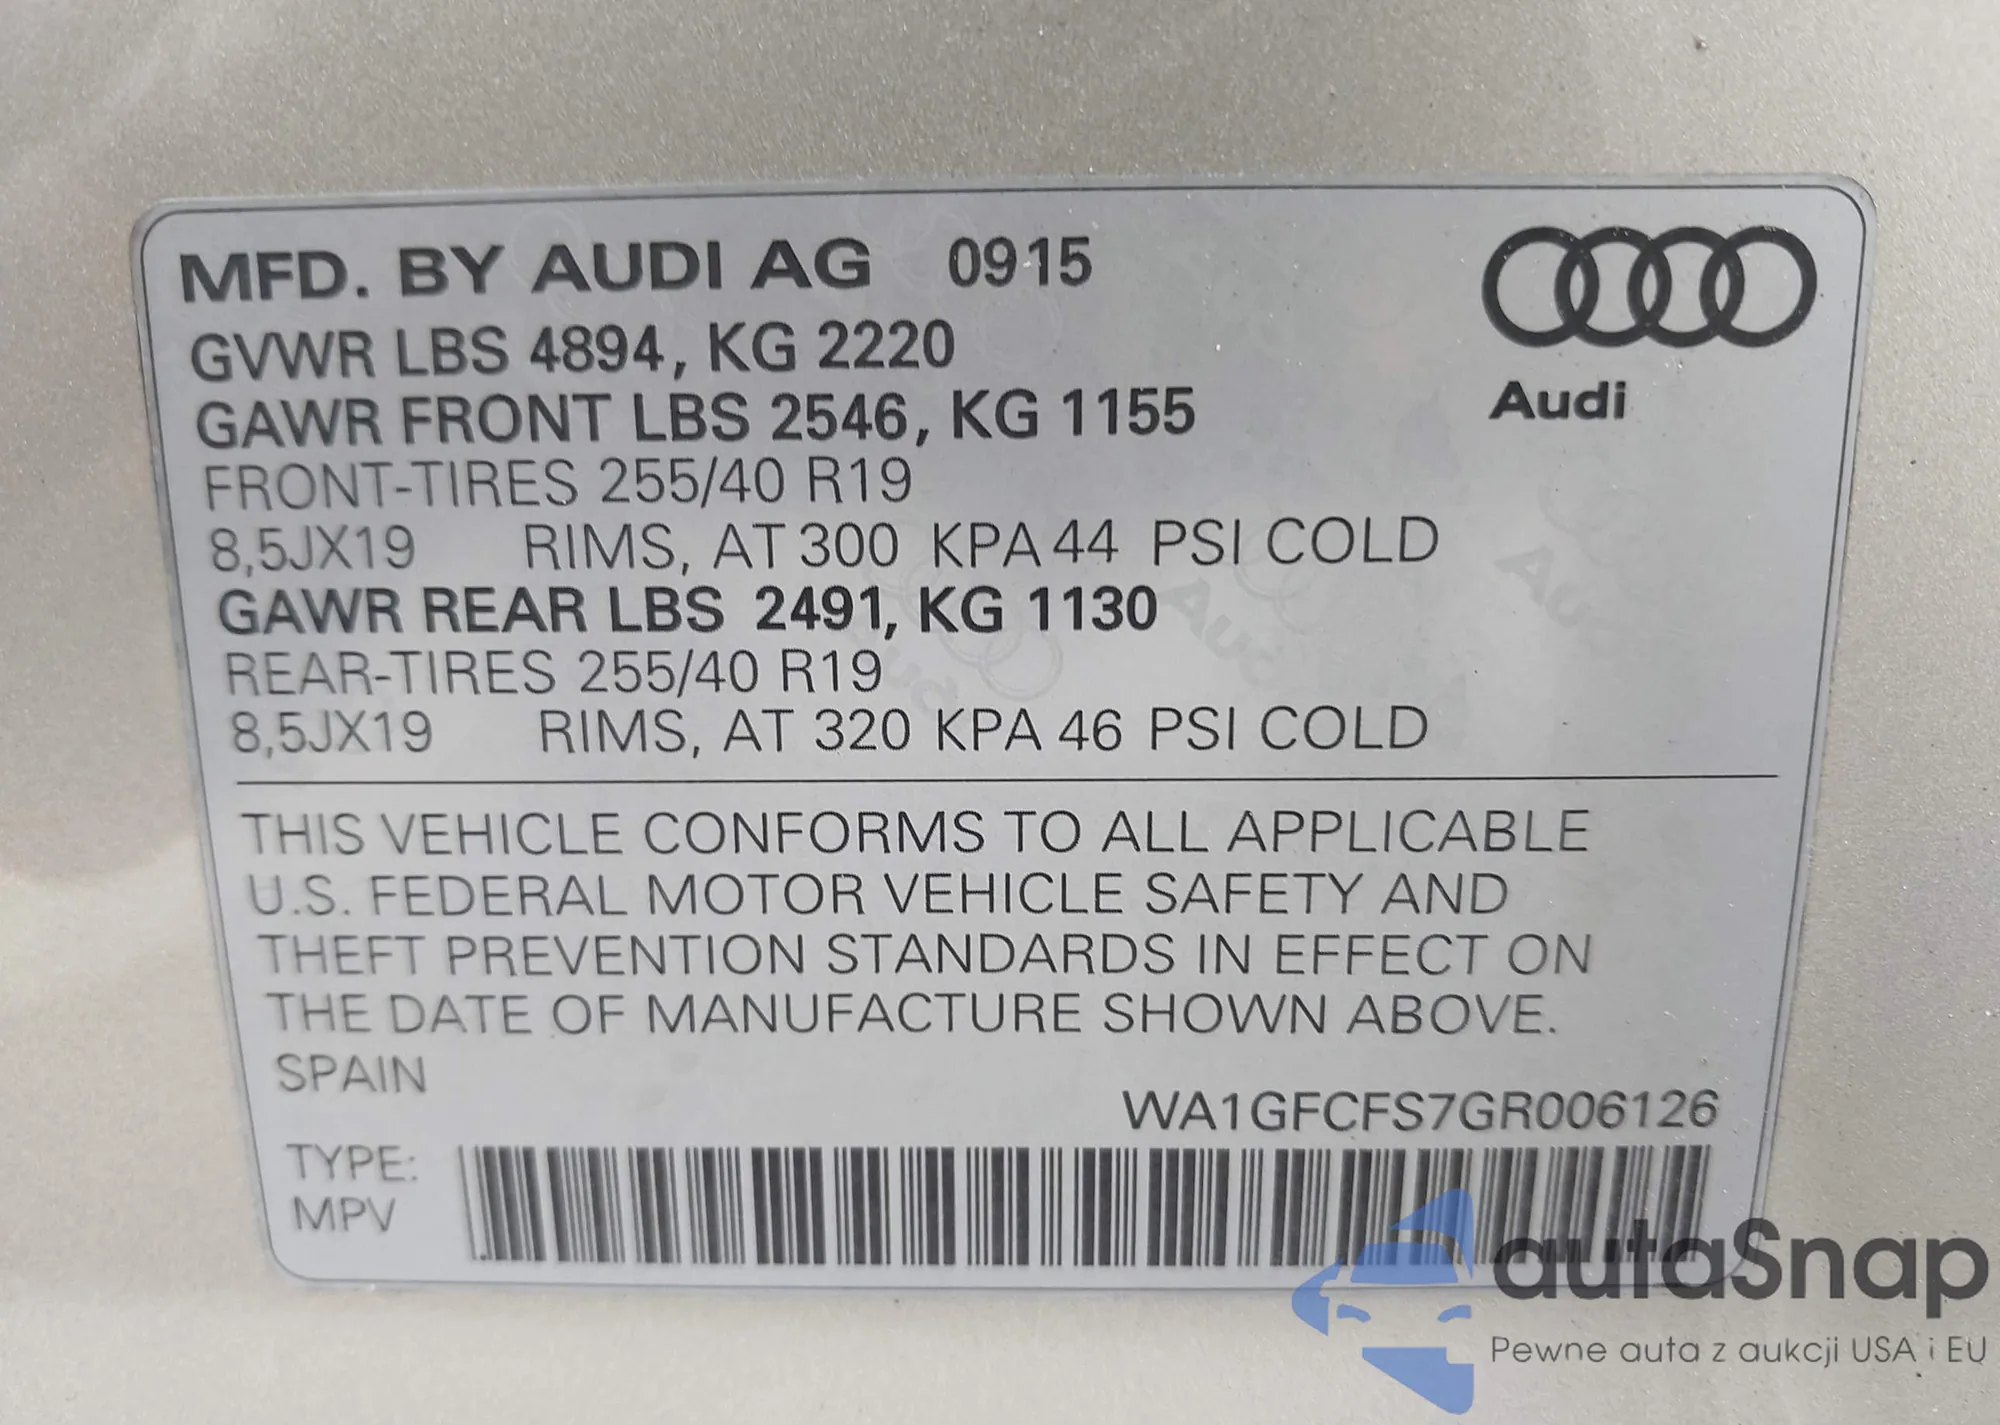 MFD. BY AUDI AG 0915
GVWR LBS 4894, KG 2220
GAWR FRONT LBS 2546, KG 1155
FRONT-TIRES 255/40 R19
8,5JX19 RIMS, AT 300 KPA 44 PSI COLD
GAWR REAR LBS 2491, KG 1130
REAR-TIRES 255/40 R19
8,5JX19 RIMS, AT 320 KPA 46 PSI COLD
Audi
THIS VEHICLE CONFORMS TO ALL APPLICABLE
U.S. FEDERAL MOTOR VEHICLE SAFETY AND
THEFT PREVENTION STANDARDS IN EFFECT ON
THE DATE OF MANUFACTURE SHOWN ABOVE.
SPAIN
WA1GFCFS7GR006126
TYPE:
MPV
autaSnap
Pewne auta z aukcji USA i EU